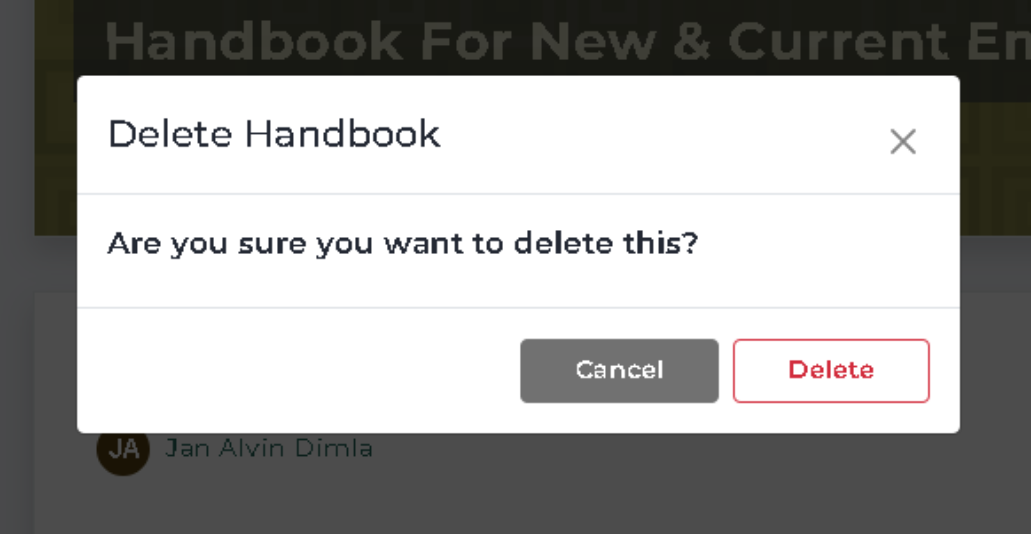 Handbook For New & Current
Delete Handbook
Are you sure you want to delete this?
Cancel Delete
JA Jan Alvin Dimla